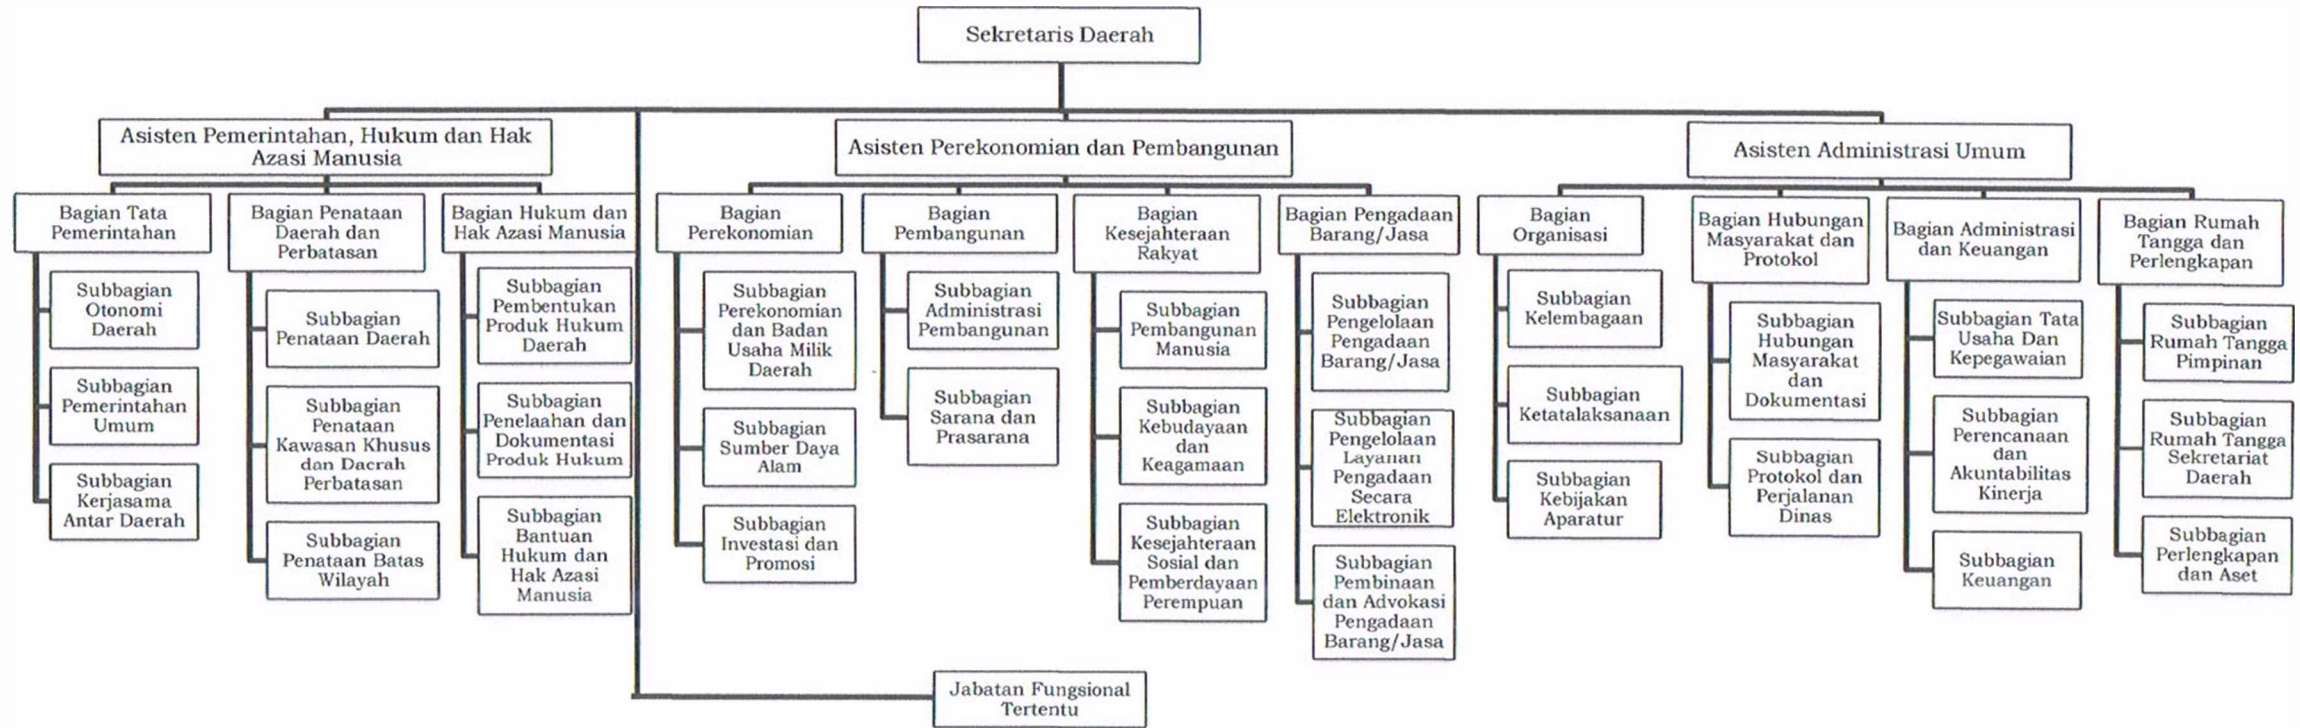 Sekretaris Daerah
Asisten Pemerintahan, Hukum dan Hak
Azasi Manusia
Bagian Tata
Pemerintahan
Subbagian
Otonomi
Daerah
Subbagian
Pemerintahan
Umum
Subbagian
Kerjasama
Antar Daerah
Bagian Penataan
Daerah dan
Perbatasan
Subbagian
Penataan Daerah
Subbagian
Penataan
Kawasan Khusus
dan Daerah
Perbatasan
Subbagian
Penataan Batas
Wilayah
Bagian Hukum dan
Hak Azasi Manusia
Subbagian
Pembentukan
Produk Hukum
Daerah
Subbagian
Penelaahan dan
Dokumentasi
Produk Hukum
Subbagian
Bantuan
Hukum dan
Hak Azasi
Manusia
Asisten Perekonomian dan Pembangunan
Bagian
Perekonomian
Subbagian
Perekonomian
dan Badan
Usaha Milik
Daerah
Subbagian
Sumber Daya
Alam
Subbagian
Investasi dan
Promosi
Bagian
Pembangunan
Subbagian
Administrasi
Pembangunan
Subbagian
Sarana dan
Prasarana
Bagian
Kesejahteraan
Rakyat
Subbagian
Pembangunan
Manusia
Subbagian
Kebudayaan
dan
Keagamaan
Subbagian
Kesejahteraan
Sosial dan
Pemberdayaan
Perempuan
Bagian Pengadaan
Barang/Jasa
Subbagian
Pengelolaan
Pengadaan
Barang/Jasa
Subbagian
Pengelolaan
Layanan
Pengadaan
Secara
Elektronik
Subbagian
Pembinaan
dan Advokasi
Pengadaan
Barang/Jasa
Asisten Administrasi Umum
Bagian
Organisasi
Subbagian
Kelembagaan
Subbagian
Ketatalaksanaan
Subbagian
Kebijakan
Aparatur
Bagian Hubungan
Masyarakat dan
Protokol
Subbagian
Hubungan
Masyarakat
dan
Dokumentasi
Subbagian
Protokol dan
Perjalanan
Dinas
Bagian Administrasi
dan Keuangan
Subbagian Tata
Usaha Dan
Kepegawaian
Subbagian
Perencanaan
dan
Akuntabilitas
Kinerja
Subbagian
Keuangan
Bagian Rumah
Tangga dan
Perlengkapan
Subbagian
Rumah Tangga
Pimpinan
Subbagian
Rumah Tangga
Sekretariat
Daerah
Subbagian
Perlengkapan
dan Aset
Jabatan Fungsional
Tertentu